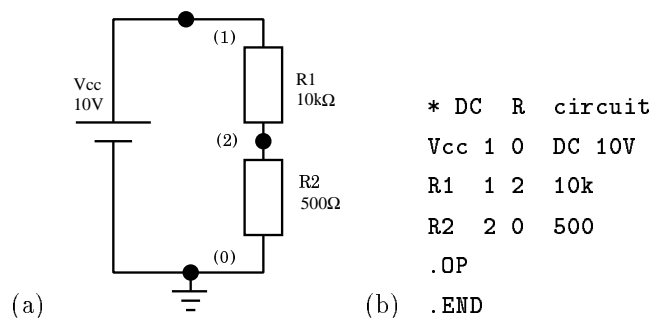 (1)
Vcc
10V
R1
10kΩ
(2)
R2
500Ω
(0)
(a)
* DC R circuit
Vcc 1 0 DC 10V
R1 1 2 10k
R2 2 0 500
.OP
.END
(b)